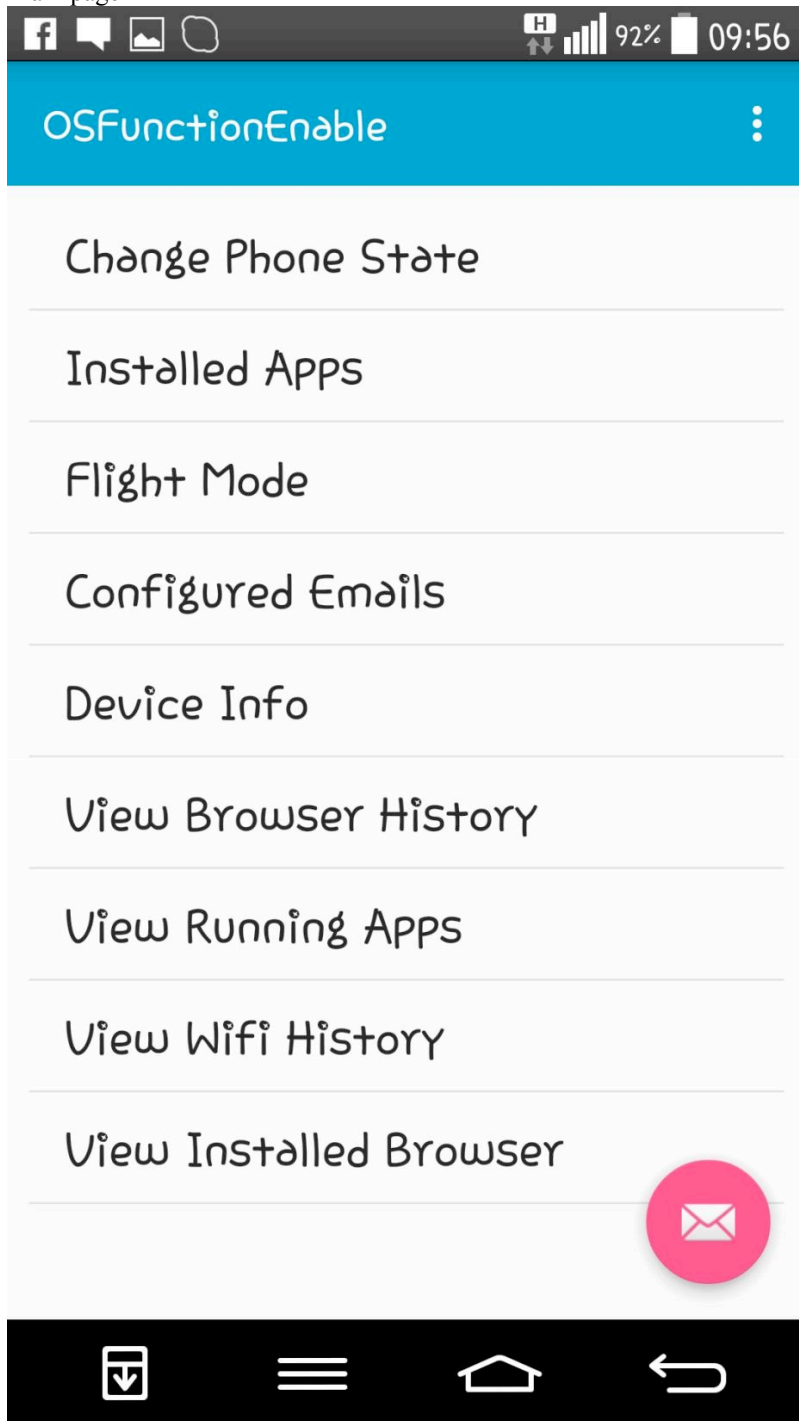 H 92% 09:56
OSFunctionEnable
Change Phone State
Installed Apps
Flight Mode
Configured Emails
Device Info
View Browser History
View Running Apps
View Wifi History
View Installed Browser